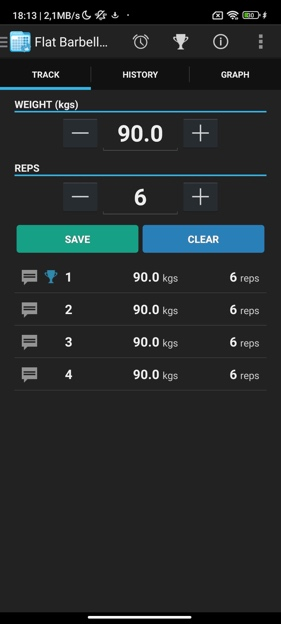 18:13 | 2,1MB/s
Flat Barbell...
TRACK HISTORY GRAPH
WEIGHT (kgs)
90.0
REPS
6
SAVE CLEAR
1 90.0 kgs 6 reps
2 90.0 kgs 6 reps
3 90.0 kgs 6 reps
4 90.0 kgs 6 reps